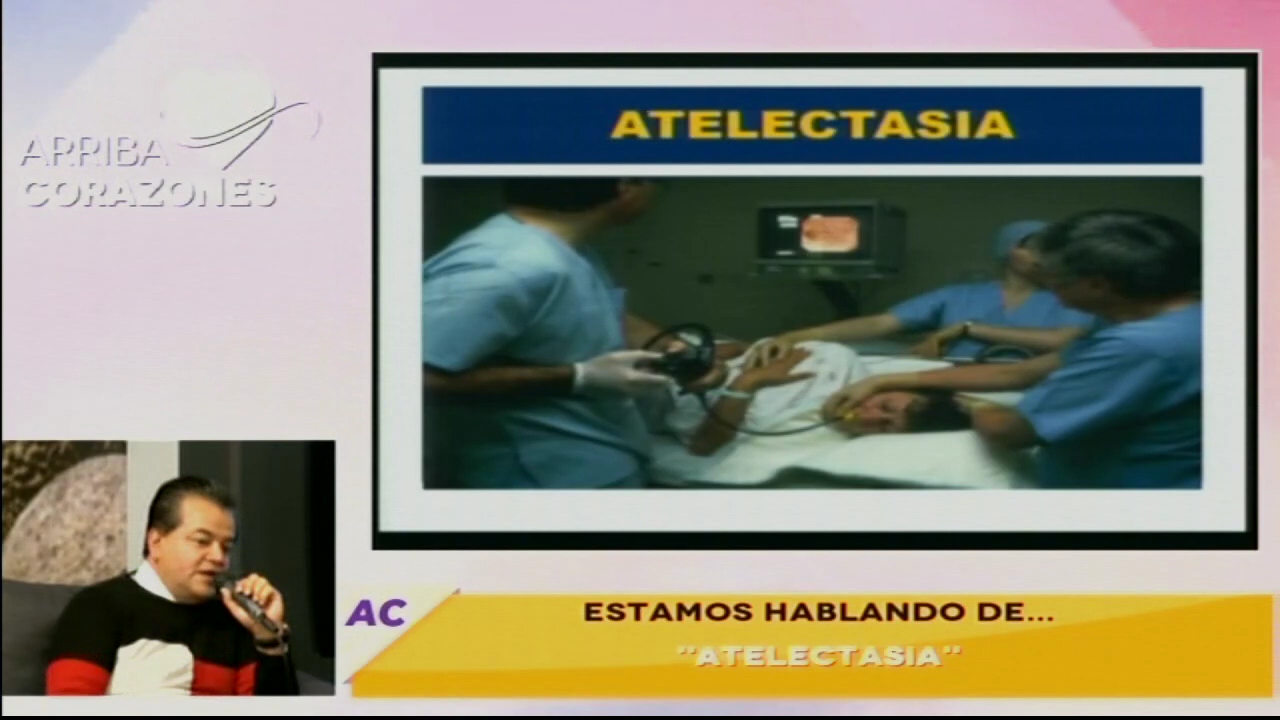 ARRIBA
CORAZONES
ATELECTASIA
AC
ESTAMOS HABLANDO DE...
"ATELECTASIA"